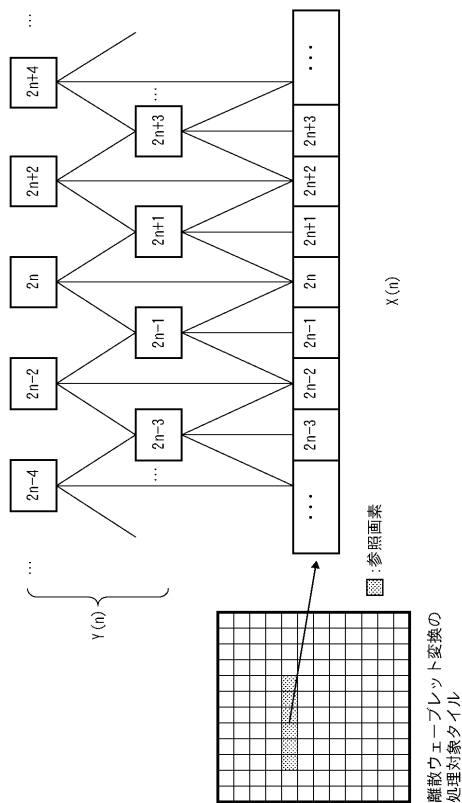 … 2n-4 2n-2 2n 2n+2 2n+4 …
Y(n)
… 2n-3 2n-1 2n+1 2n+3 …
… 2n-3 2n-2 2n-1 2n 2n+1 2n+2 2n+3 …
X(n)
:参照画素
離散ウェーブレット変換の
処理対象タイル